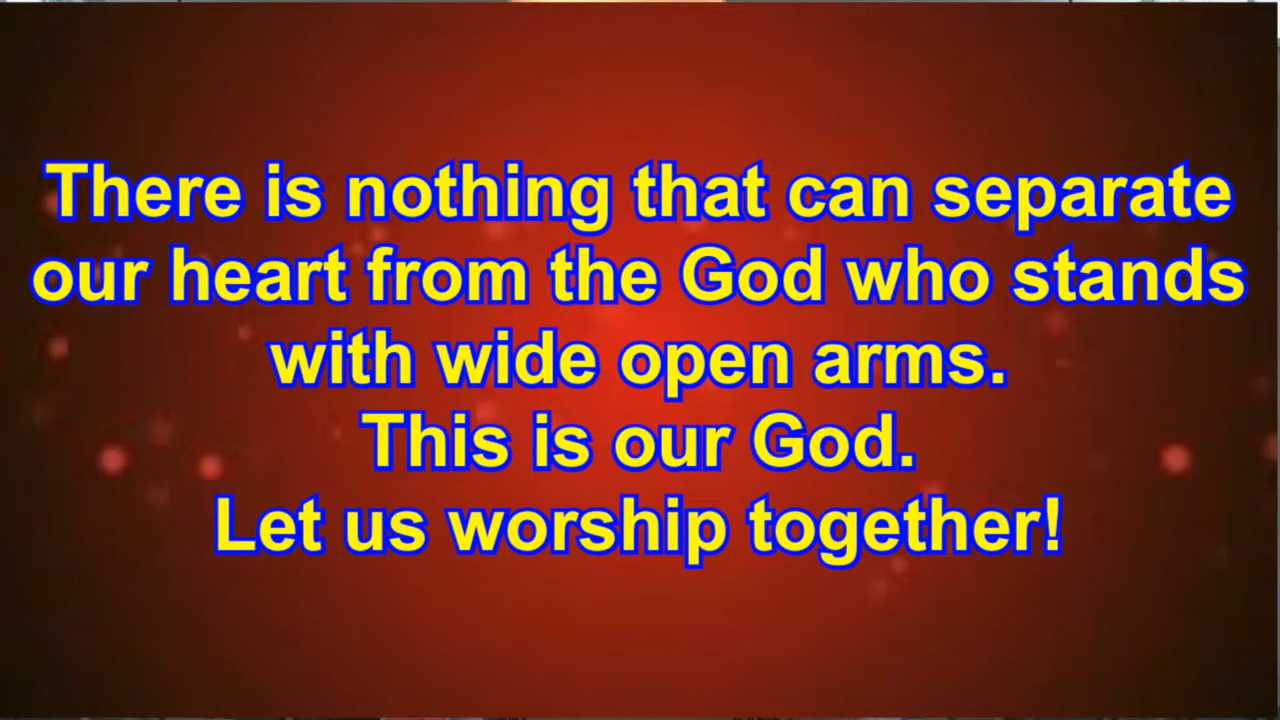 There is nothing that can separate
our heart from the God who stands
with wide open arms.
This is our God.
Let us worship together!